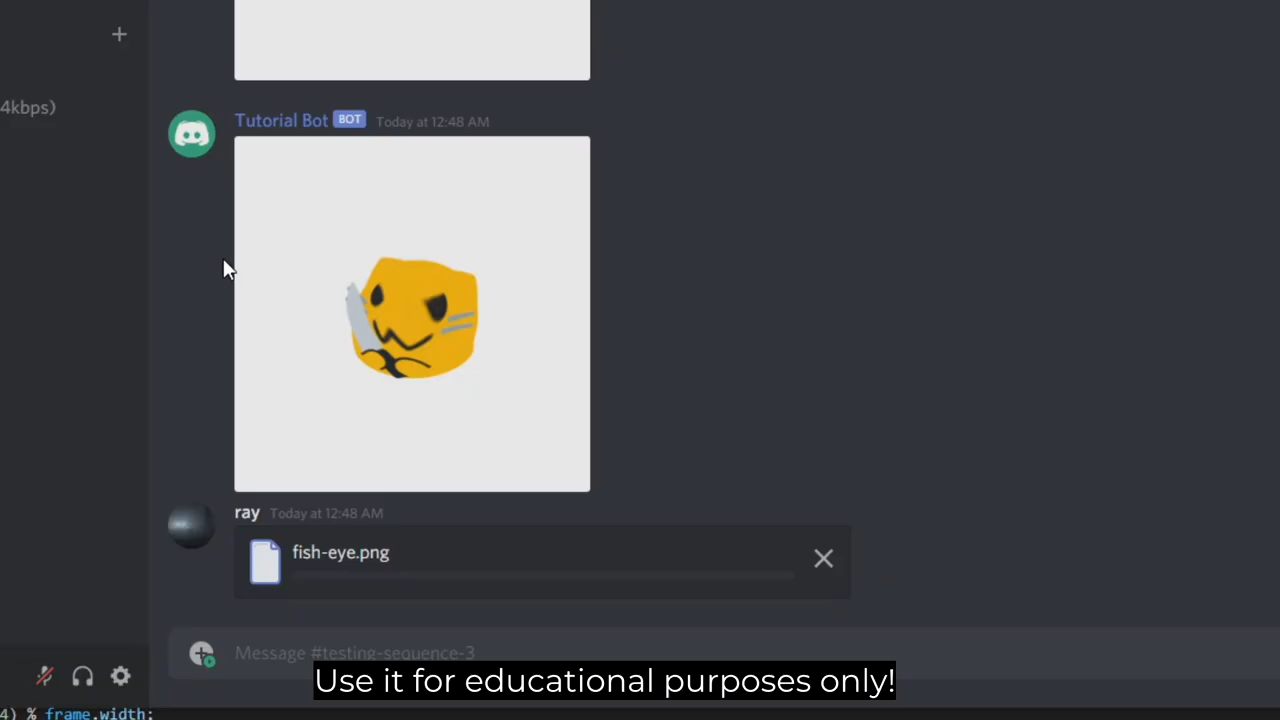 4kbps)
Tutorial Bot BOT Today at 12:48 AM
ray Today at 12:48 AM
fish-eye.png
Message #testing-sequence-3
Use it for educational purposes only!
4) % frame.width: